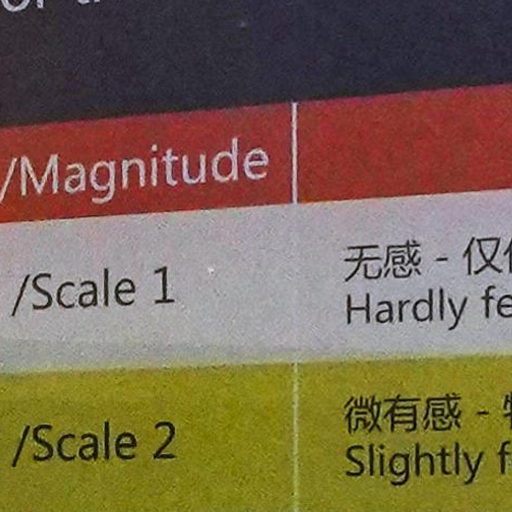 /Magnitude
/Scale 1
无感 - 仅
Hardly fe
/Scale 2
微有感 -
Slightly f